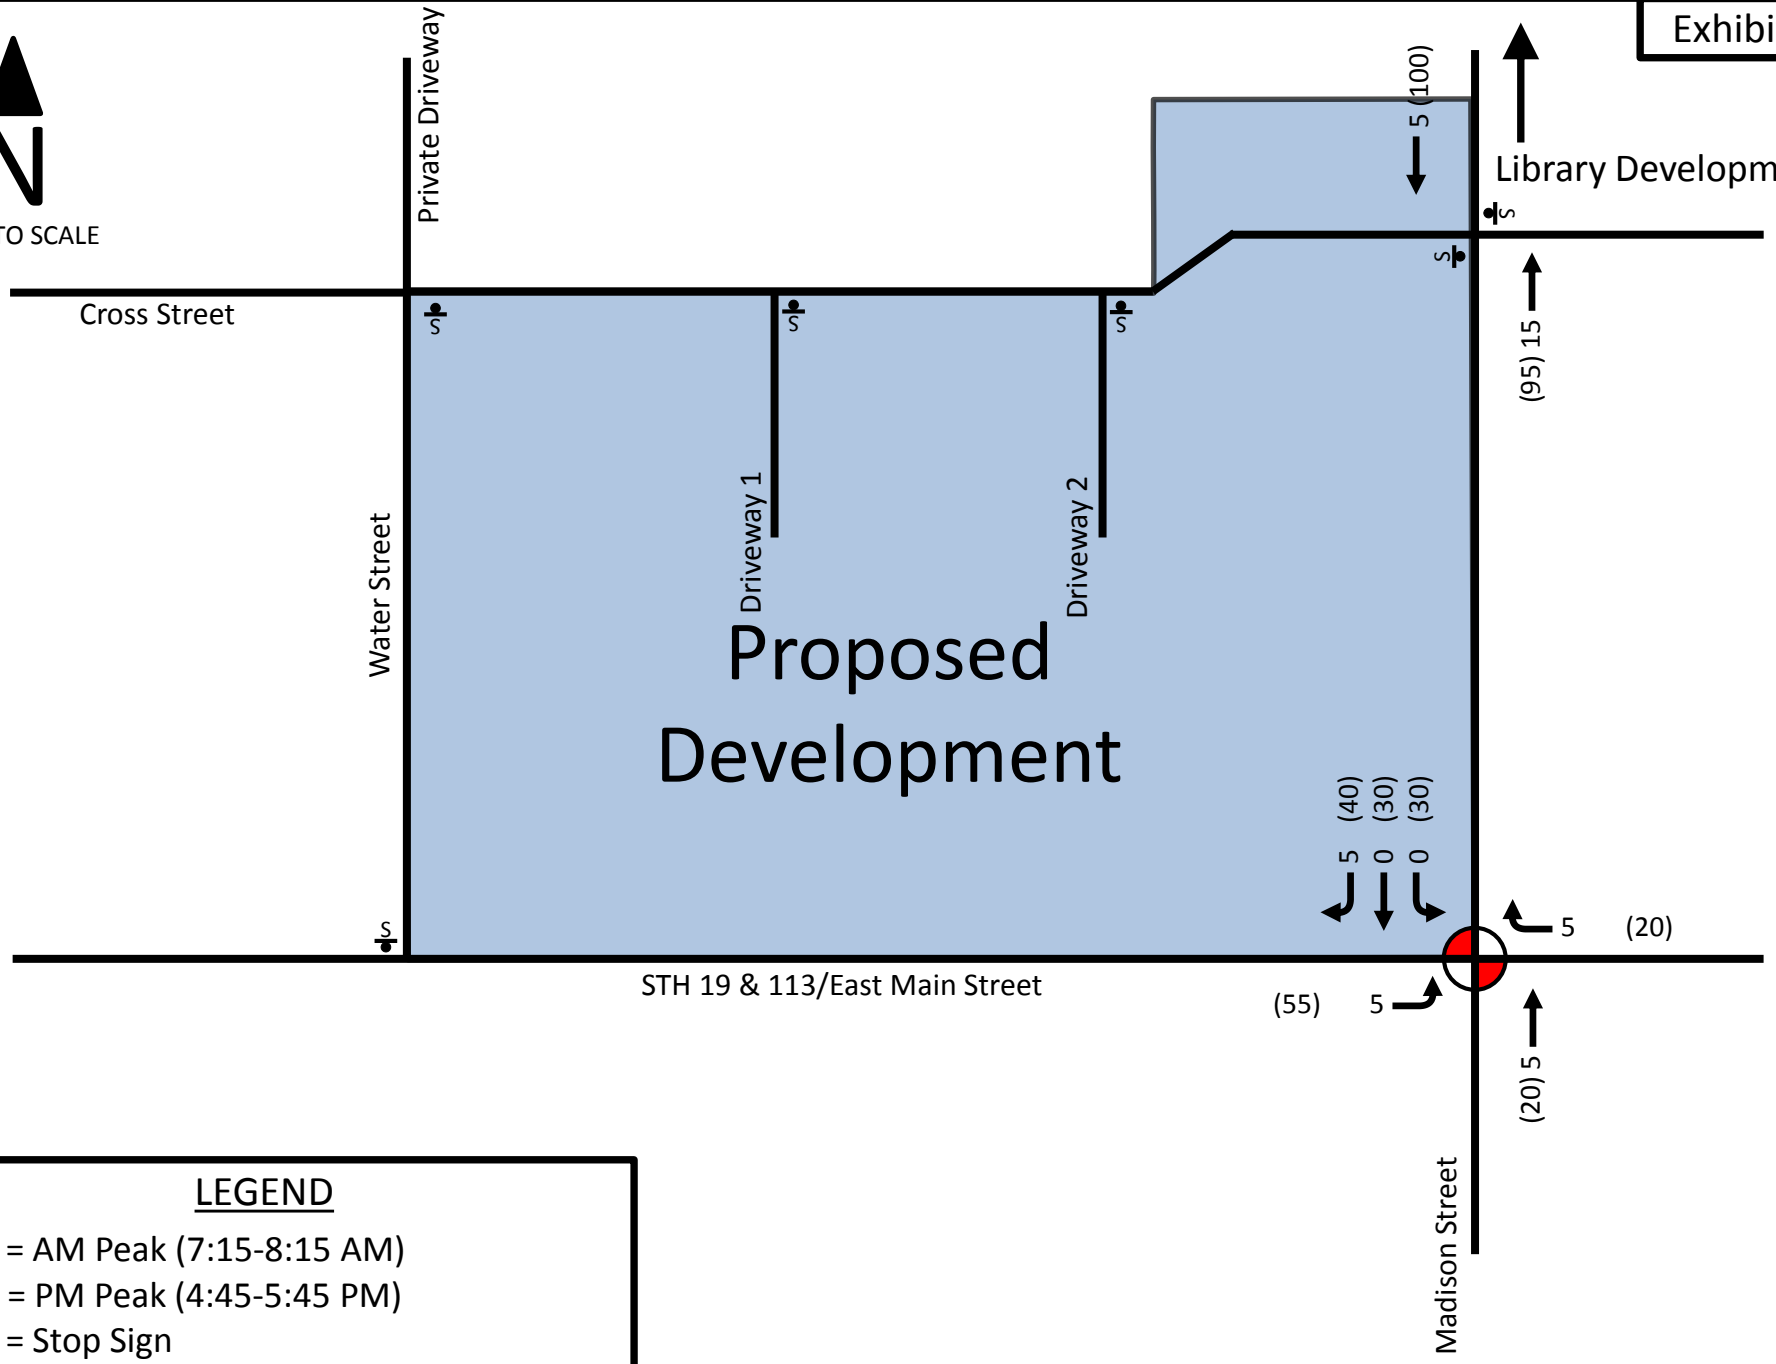 Exhibi
N
TO SCALE
Private Driveway
5 (100)
Library Developm
S
S
Cross Street
S
S
S
(95) 15
Water Street
Driveway 1
Driveway 2
Proposed
Development
5 (40)
0 (30)
0 (30)
S
5 (20)
STH 19 & 113/East Main Street
(55) 5
(20) 5
Madison Street
LEGEND
= AM Peak (7:15-8:15 AM)
= PM Peak (4:45-5:45 PM)
= Stop Sign